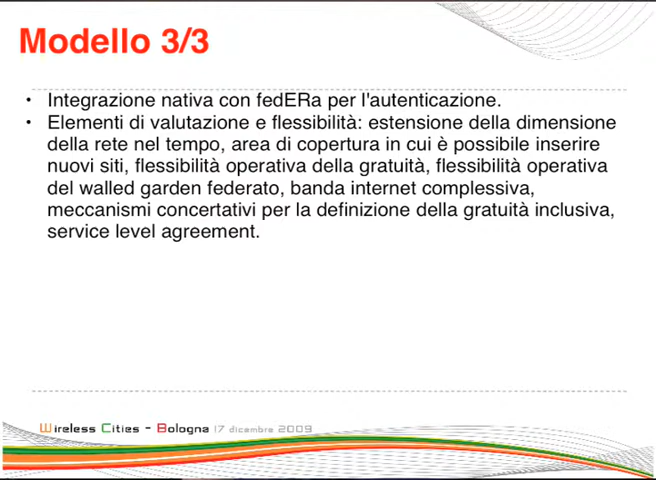 Modello 3/3
• Integrazione nativa con fedERa per l'autenticazione.
• Elementi di valutazione e flessibilità: estensione della dimensione
della rete nel tempo, area di copertura in cui è possibile inserire
nuovi siti, flessibilità operativa della gratuità, flessibilità operativa
del walled garden federato, banda internet complessiva,
meccanismi concertativi per la definizione della gratuità inclusiva,
service level agreement.
Wireless Cities - Bologna 17 dicembre 2009